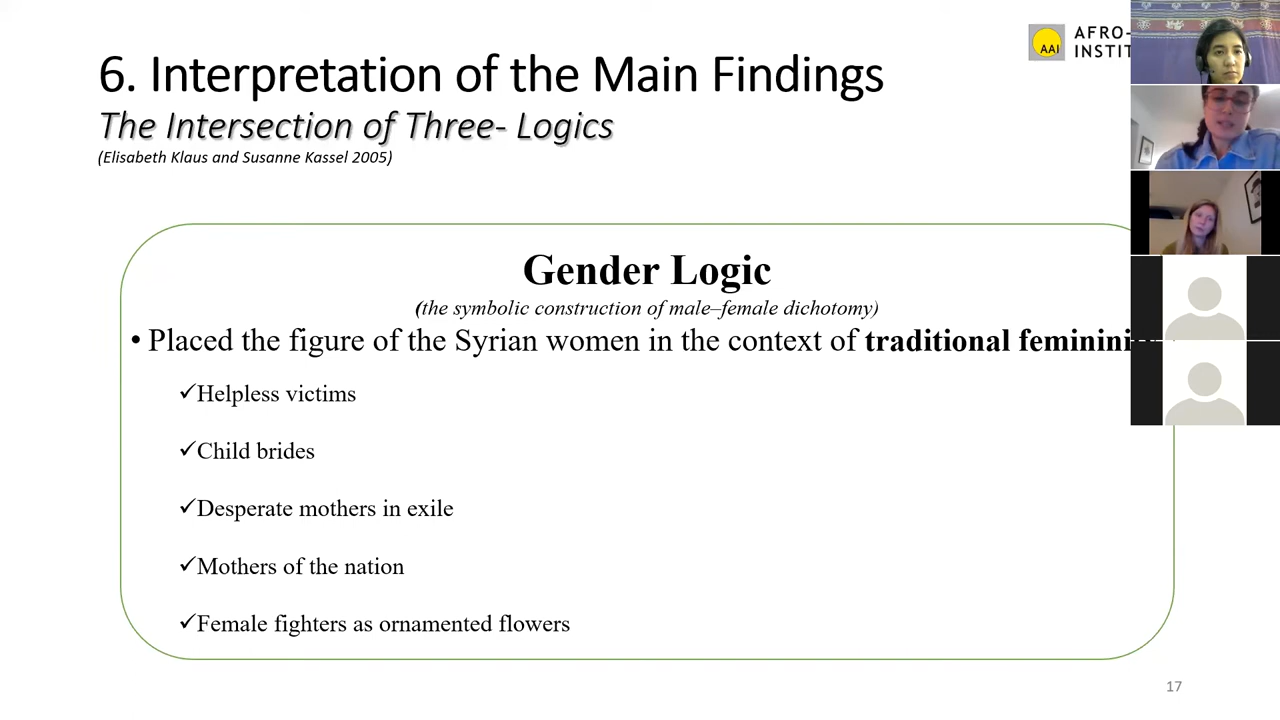 6. Interpretation of the Main Findings
The Intersection of Three- Logics
(Elisabeth Klaus and Susanne Kassel 2005)
AAI
AFRO-
INSTIT
Gender Logic
(the symbolic construction of male–female dichotomy)
• Placed the figure of the Syrian women in the context of traditional feminini
✓Helpless victims
✓Child brides
✓Desperate mothers in exile
✓Mothers of the nation
✓Female fighters as ornamented flowers
17